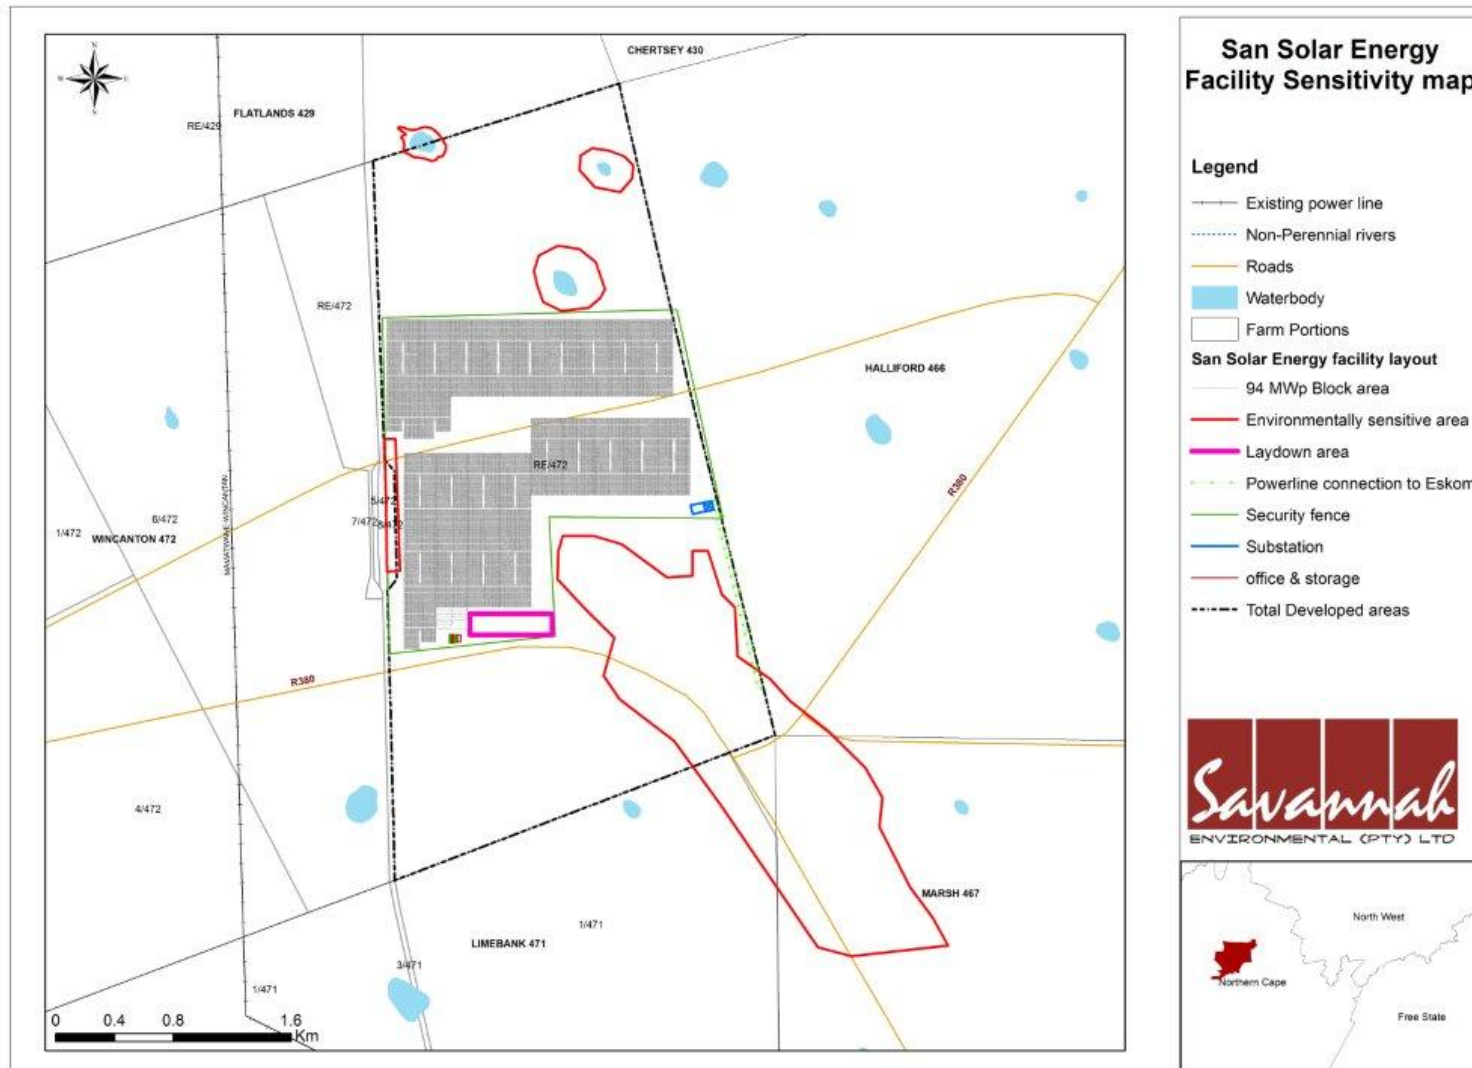 N
W
E
S
CHERTSEY 430
FLATLANDS 429
RE/429
RE/472
HALLIFORD 466
RE/472
5/472
7/472
8/472
6/472
1/472
WINCANTON 472
R380
R380
4/472
MARSH 467
1/471
LIMEBANK 471
3/471
1/471
0 0.4 0.8 1.6
Km
San Solar Energy
Facility Sensitivity map
Legend
Existing power line
Non-Perennial rivers
Roads
Waterbody
Farm Portions
San Solar Energy facility layout
94 MWp Block area
Environmentally sensitive area
Laydown area
Powerline connection to Eskom
Security fence
Substation
office & storage
Total Developed areas
Savannah
ENVIRONMENTAL (PTY) LTD
North West
Northern Cape
Free State